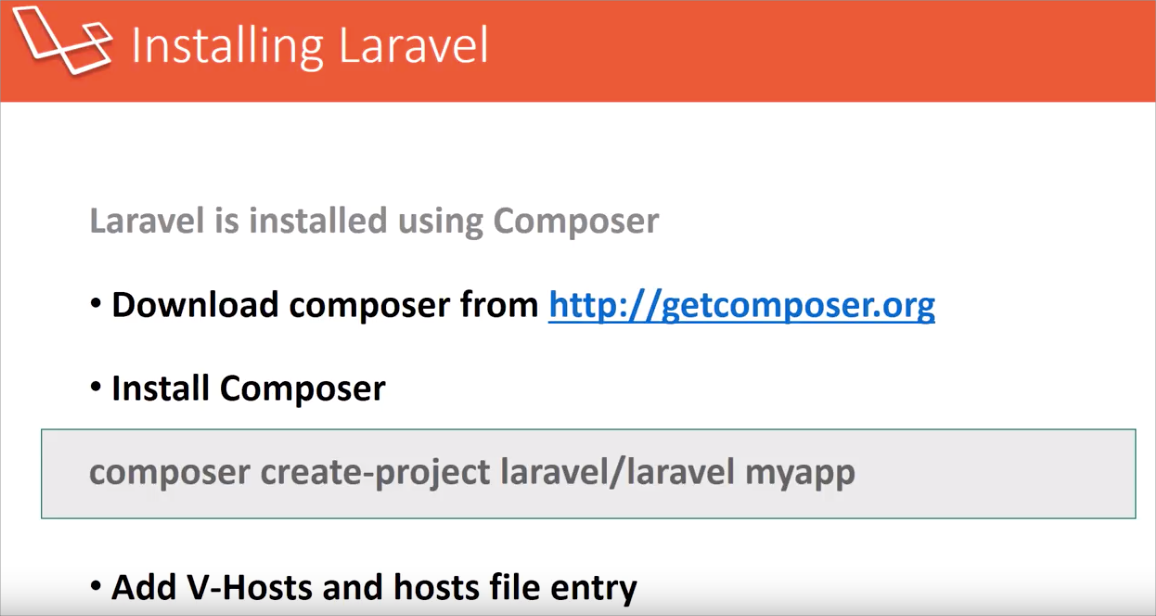 Installing Laravel
Laravel is installed using Composer
• Download composer from http://getcomposer.org
• Install Composer
composer create-project laravel/laravel myapp
• Add V-Hosts and hosts file entry